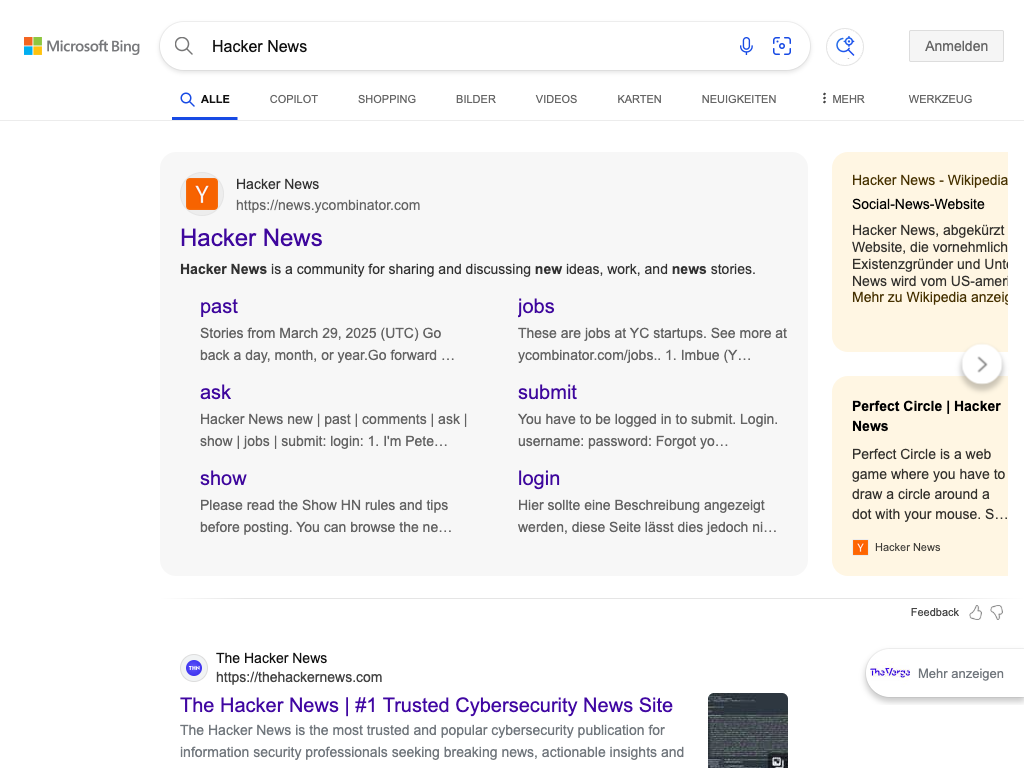 Microsoft Bing
Hacker News
Anmelden
ALLE
COPILOT
SHOPPING
BILDER
VIDEOS
KARTEN
NEUIGKEITEN
MEHR
WERKZEUG
Y
Hacker News
https://news.ycombinator.com
Hacker News
Hacker News is a community for sharing and discussing new ideas, work, and news stories.
past
Stories from March 29, 2025 (UTC) Go
back a day, month, or year.Go forward …
jobs
These are jobs at YC startups. See more at
ycombinator.com/jobs.. 1. Imbue (Y…
ask
Hacker News new | past | comments | ask |
show | jobs | submit: login: 1. I'm Pete…
submit
You have to be logged in to submit. Login.
username: password: Forgot yo…
show
Please read the Show HN rules and tips
before posting. You can browse the ne…
login
Hier sollte eine Beschreibung angezeigt
werden, diese Seite lässt dies jedoch ni…
Hacker News - Wikipedia
Social-News-Website
Hacker News, abgekürzt
Website, die vornehmlich
Existenzgründer und Unte
News wird vom US-ameri
Mehr zu Wikipedia anzeig
Perfect Circle | Hacker
News
Perfect Circle is a web
game where you have to
draw a circle around a
dot with your mouse. S…
Y Hacker News
Feedback
The Hacker News
THN
https://thehackernews.com
The Hacker News | #1 Trusted Cybersecurity News Site
The Hacker News is the most trusted and popular cybersecurity publication for
information security professionals seeking breaking news, actionable insights and
TheVerge
Mehr anzeigen